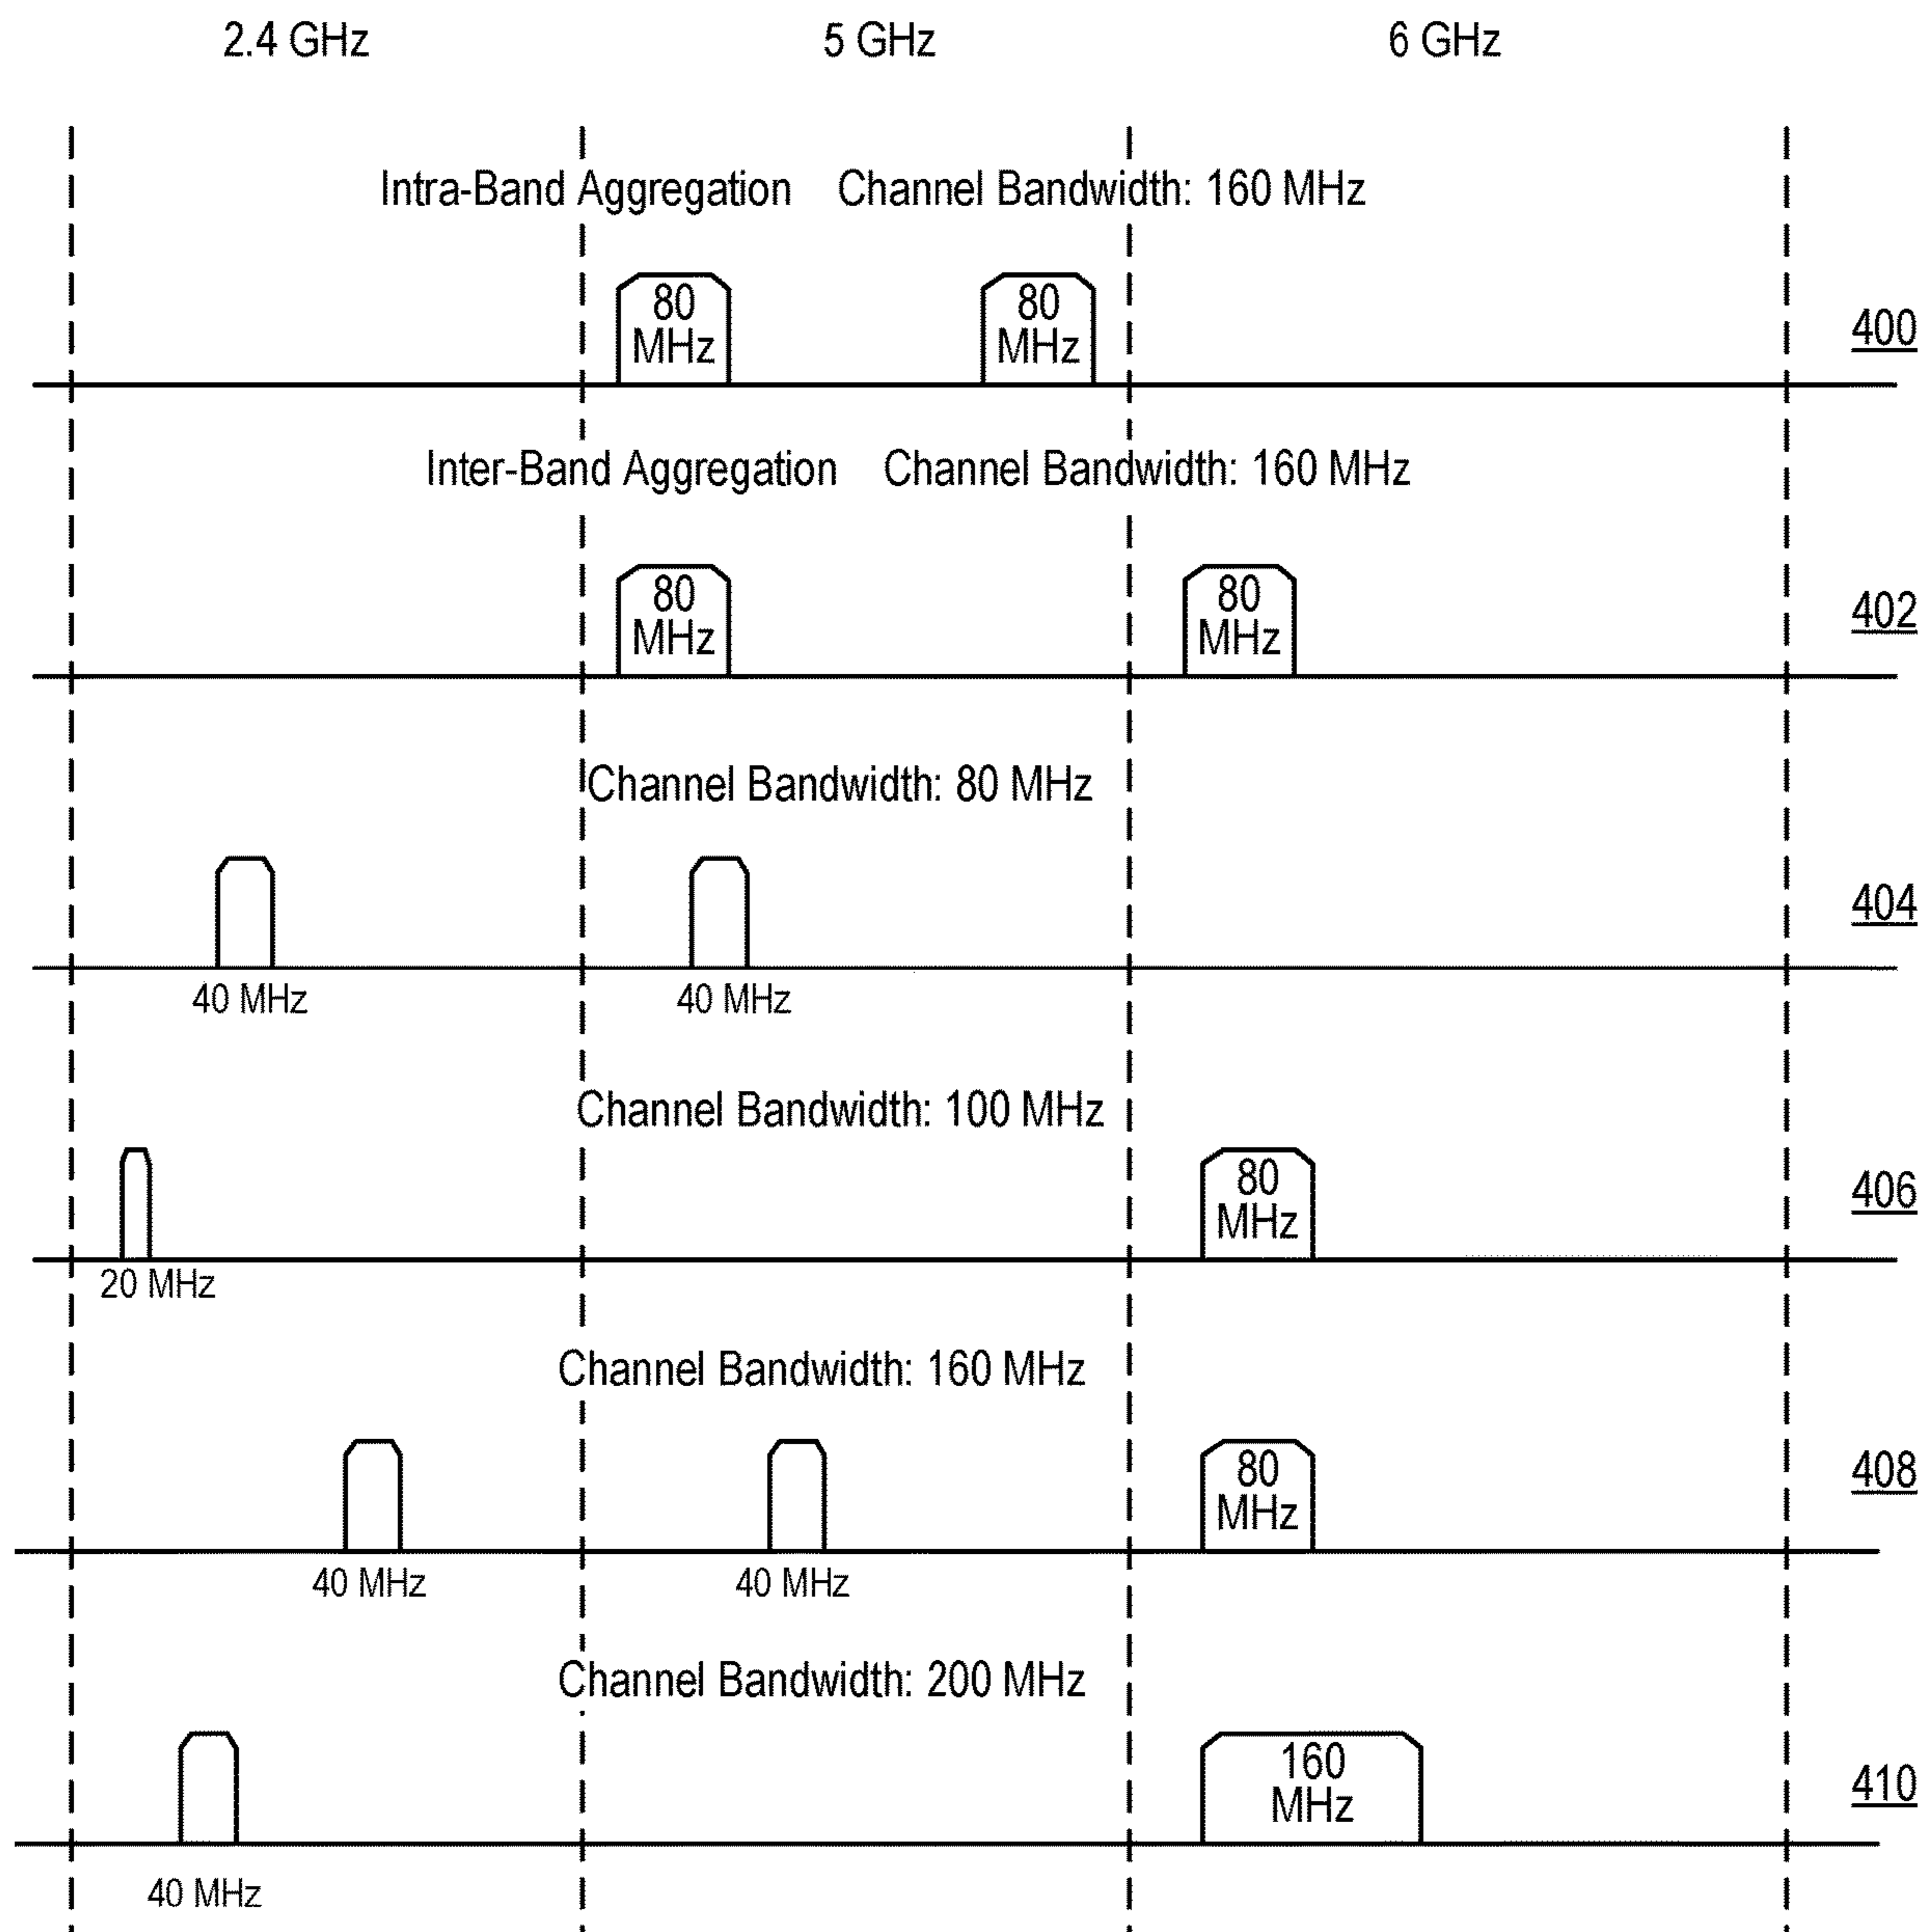 2.4 GHz 5 GHz 6 GHz
Intra-Band Aggregation Channel Bandwidth: 160 MHz
80 MHz
80 MHz
400
Inter-Band Aggregation Channel Bandwidth: 160 MHz
80 MHz
80 MHz
402
Channel Bandwidth: 80 MHz
404
40 MHz 40 MHz
Channel Bandwidth: 100 MHz
80 MHz
406
20 MHz
Channel Bandwidth: 160 MHz
80 MHz
408
40 MHz 40 MHz
Channel Bandwidth: 200 MHz
160 MHz
410
40 MHz